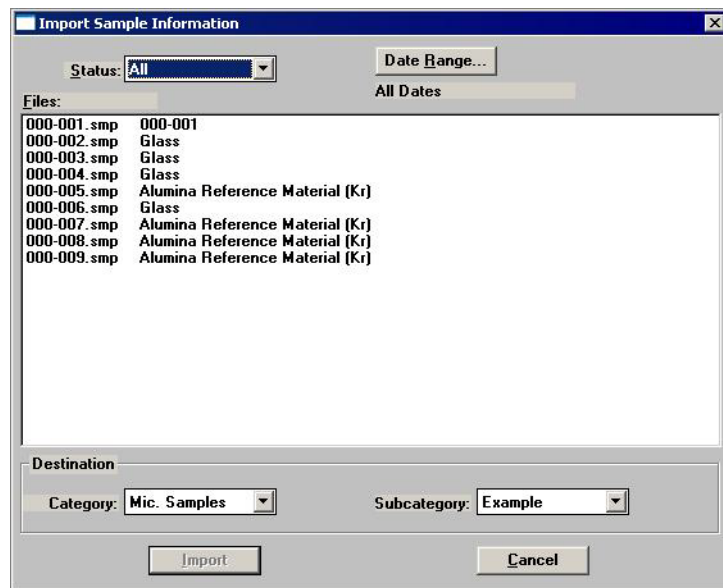 Import Sample Information
Status: All
Date Range...
All Dates
Files:
000-001.smp 000-001
000-002.smp Glass
000-003.smp Glass
000-004.smp Glass
000-005.smp Alumina Reference Material (Kr)
000-006.smp Glass
000-007.smp Alumina Reference Material (Kr)
000-008.smp Alumina Reference Material (Kr)
000-009.smp Alumina Reference Material (Kr)
Destination
Category: Mic. Samples Subcategory: Example
Import Cancel